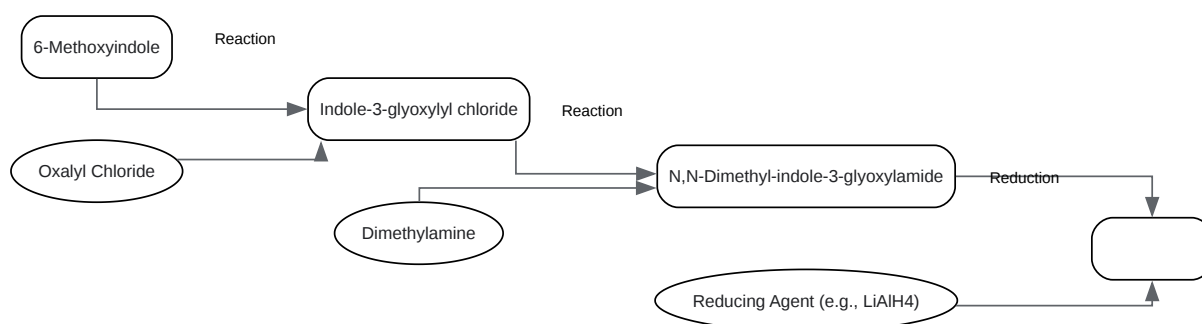 6-Methoxyindole
Reaction
Oxalyl Chloride
Indole-3-glyoxylyl chloride
Reaction
Dimethylamine
N,N-Dimethyl-indole-3-glyoxylamide
Reduction
Reducing Agent (e.g., LiAlH4)